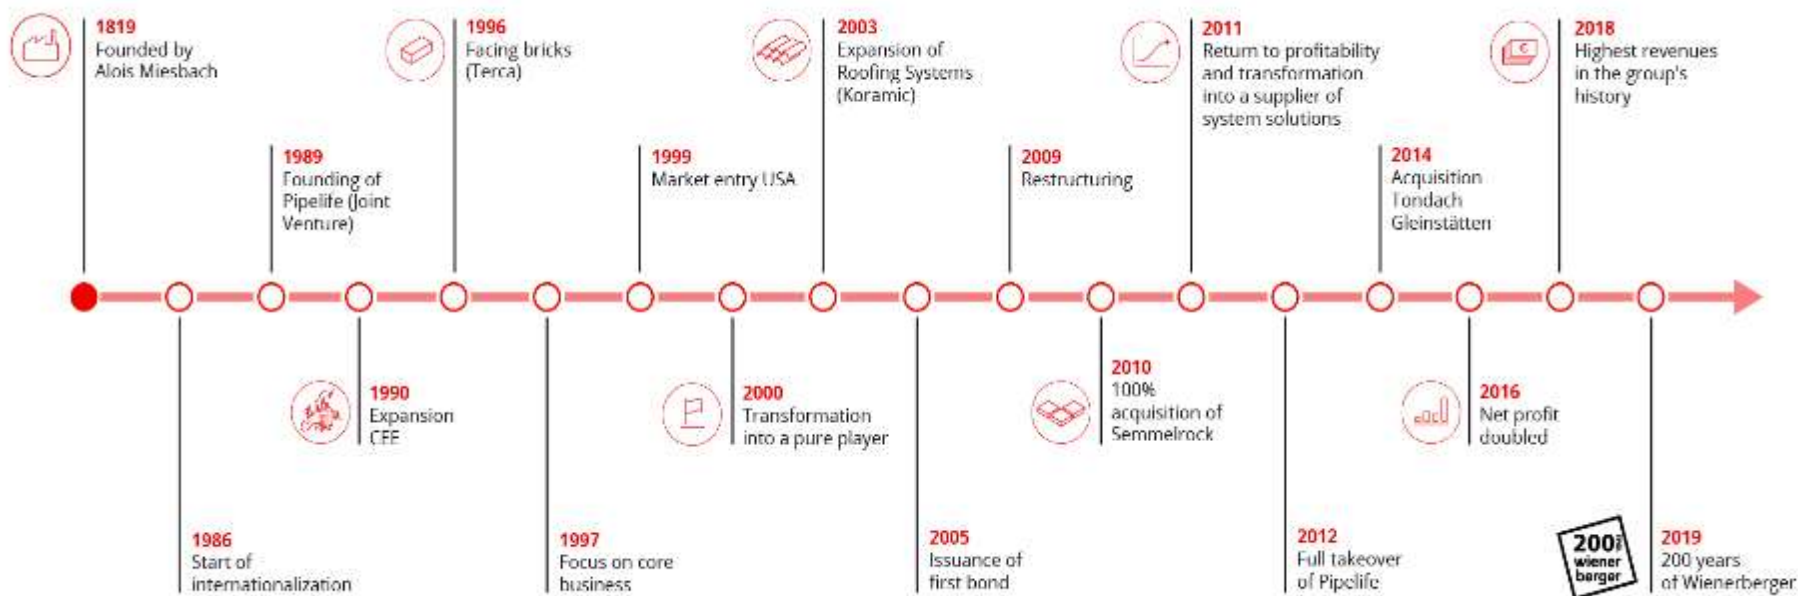 1819
Founded by
Alois Miesbach
1986
Start of
internationalization
1989
Founding of
Pipelife (Joint
Venture)
1990
Expansion
CEE
1996
Facing bricks
(Terca)
1997
Focus on core
business
1999
Market entry USA
2000
Transformation
into a pure player
2003
Expansion of
Roofing Systems
(Koramic)
2005
Issuance of
first bond
2009
Restructuring
2010
100%
acquisition of
Semmelrock
2011
Return to profitability
and transformation
into a supplier of
system solutions
2012
Full takeover
of Pipelife
2014
Acquisition
Tondach
Gleinstätten
2016
Net profit
doubled
2018
Highest revenues
in the group's
history
€
200
wiener
berger
2019
200 years
of Wienerberger